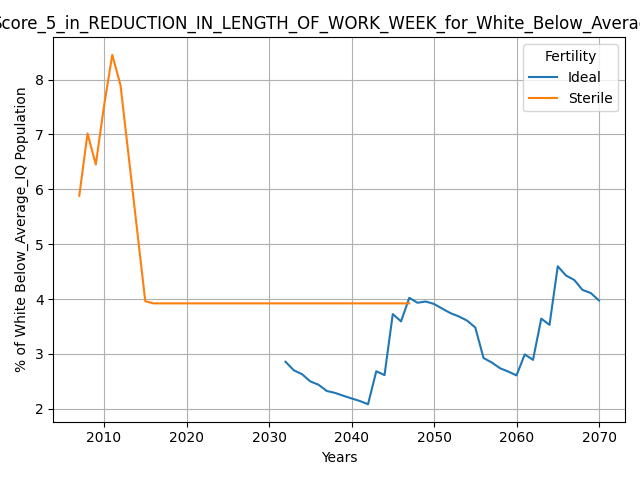 Score_5_in_REDUCTION_IN_LENGTH_OF_WORK_WEEK_for_White_Below_Avera
Fertility
Ideal
Sterile
% of White Below_Average_IQ Population
8
7
6
5
4
3
2
2010 2020 2030 2040 2050 2060 2070
Years